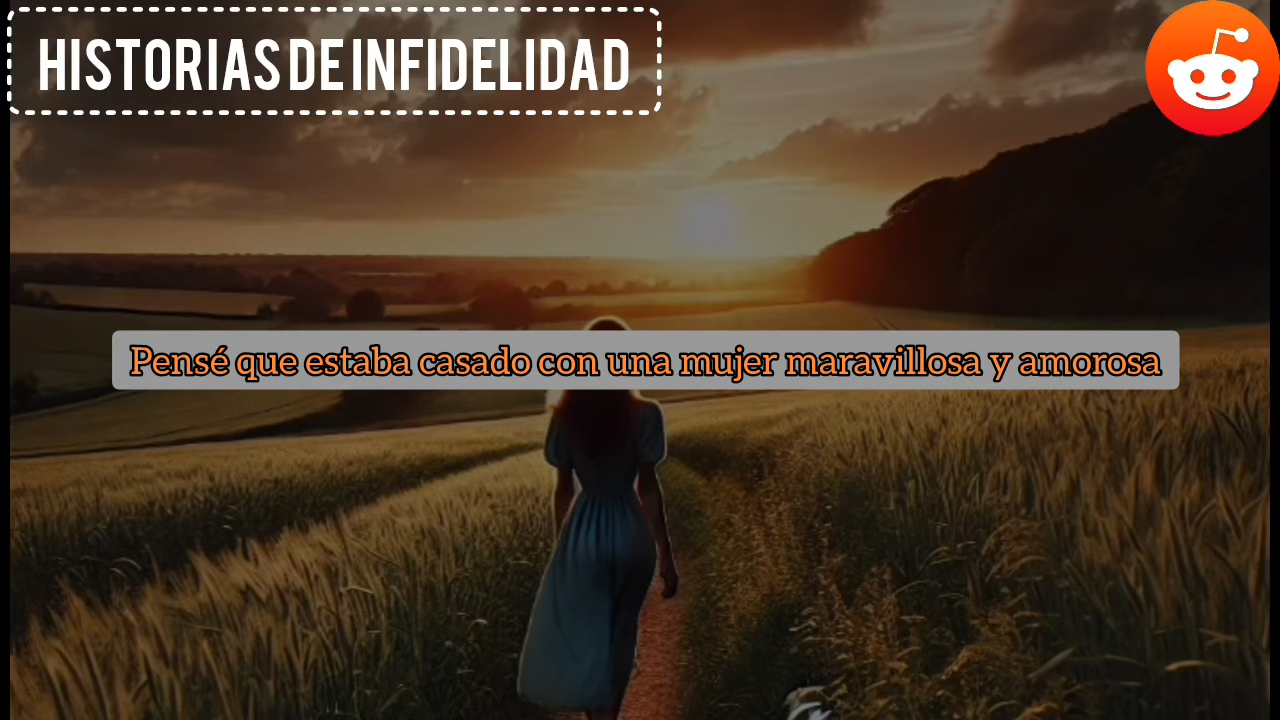 HISTORIAS DE INFIDELIDAD
Pensé que estaba casado con una mujer maravillosa y amorosa